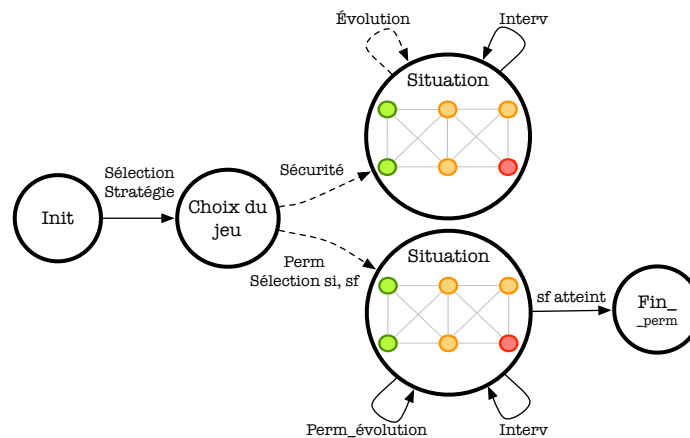 Évolution
Interv
Situation
Sélection
Stratégie
Sécurité
Init
Choix du
jeu
Perm
Sélection si, sf
Situation
sf atteint
Fin_
_perm
Perm_évolution
Interv